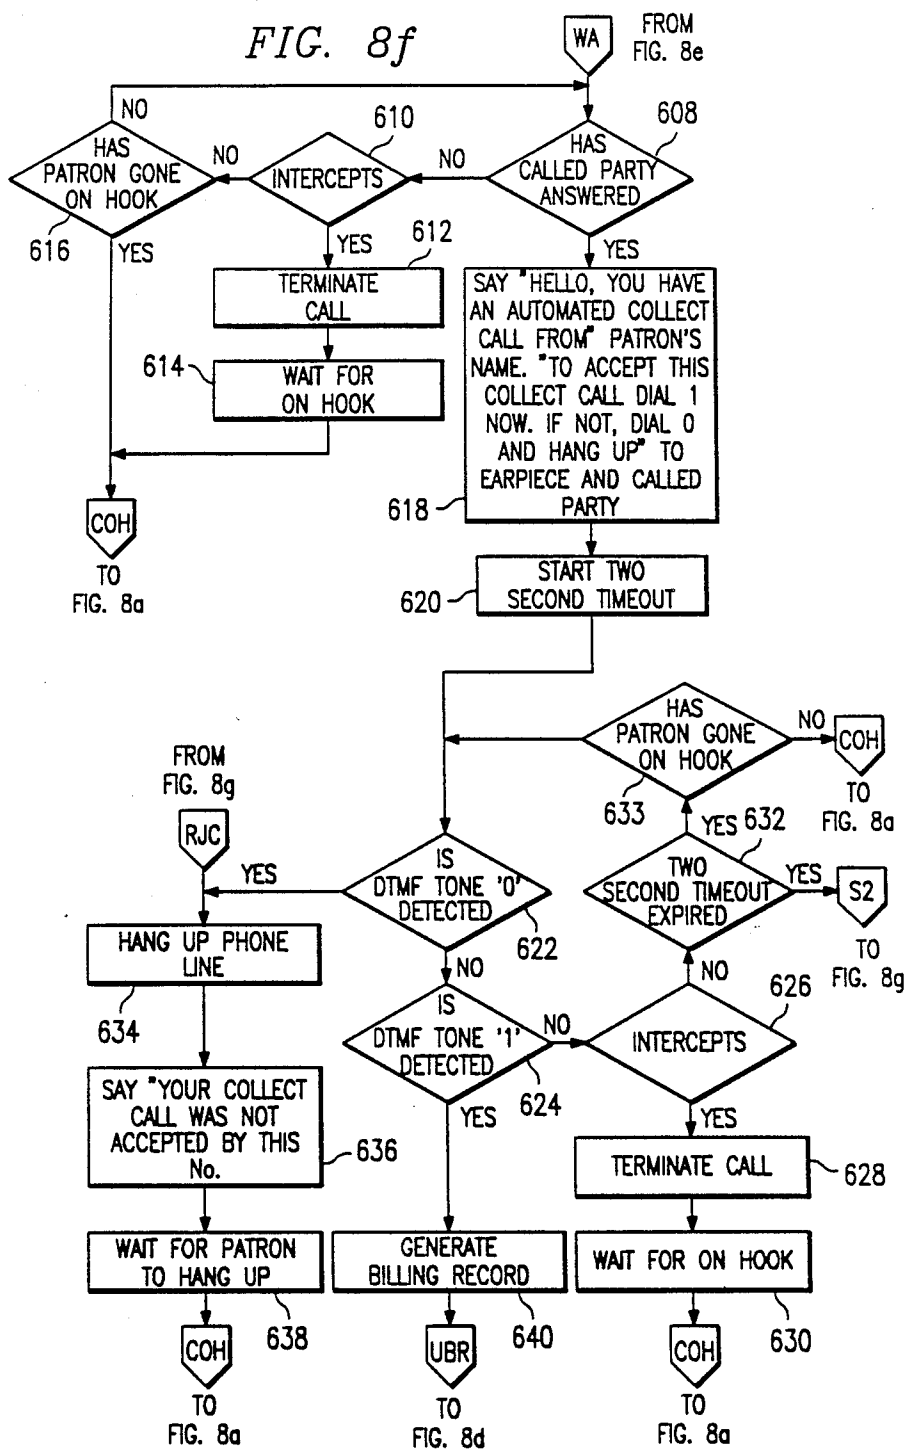 FIG. 8f
WA
FROM
FIG. 8e
NO
HAS
PATRON GONE
ON HOOK
616
YES
NO
610
INTERCEPTS
YES
NO
608
HAS
CALLED PARTY
ANSWERED
YES
612
TERMINATE
CALL
614
WAIT FOR
ON HOOK
COH
TO
FIG. 8a
SAY "HELLO, YOU HAVE
AN AUTOMATED COLLECT
CALL FROM" PATRON'S
NAME. "TO ACCEPT THIS
COLLECT CALL DIAL 1
NOW. IF NOT, DIAL 0
AND HANG UP" TO
EARPIECE AND CALLED
PARTY
618
START TWO
SECOND TIMEOUT
620
HAS
PATRON GONE
ON HOOK
633
NO
COH
TO
FIG. 8a
FROM
FIG. 8g
RJC
YES
IS
DTMF TONE '0'
DETECTED
622
NO
YES
632
TWO
SECOND TIMEOUT
EXPIRED
YES
S2
TO
FIG. 8g
NO
HANG UP PHONE
LINE
634
IS
DTMF TONE '1'
DETECTED
624
NO
YES
626
INTERCEPTS
YES
SAY "YOUR COLLECT
CALL WAS NOT
ACCEPTED BY THIS
No.
636
TERMINATE CALL
628
WAIT FOR PATRON
TO HANG UP
638
GENERATE
BILLING RECORD
640
WAIT FOR ON HOOK
630
COH
TO
FIG. 8a
UBR
TO
FIG. 8d
COH
TO
FIG. 8a